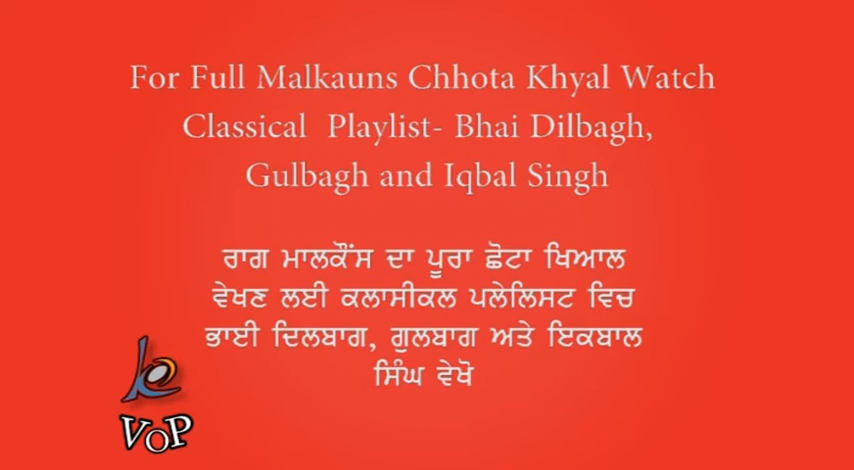 For Full Malkauns Chhota Khyal Watch
Classical Playlist- Bhai Dilbagh,
Gulbagh and Iqbal Singh
ਰਾਗ ਮਾਲਕੌਂਸ ਦਾ ਪੂਰਾ ਛੋਟਾ ਖਿਆਲ
ਵੇਖਣ ਲਈ ਕਲਾਸੀਕਲ ਪਲੇਲਿਸਟ ਵਿਚ
ਭਾਈ ਦਿਲਬਾਗ, ਗੁਲਬਾਗ ਅਤੇ ਇਕਬਾਲ
ਸਿੰਘ ਵੇਖੋ
VOP